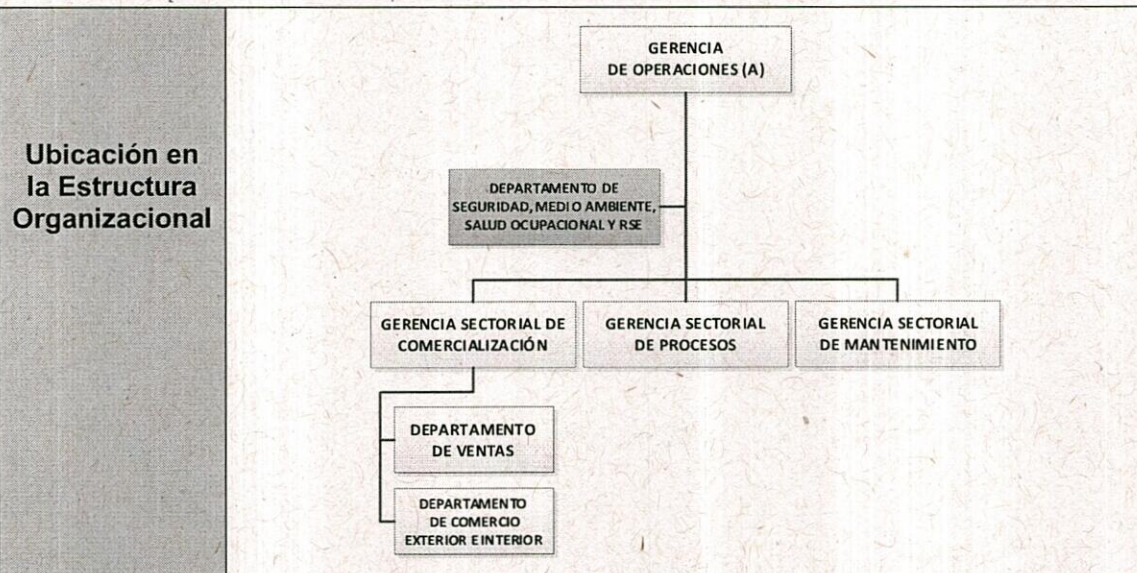 Ubicación en
la Estructura
Organizacional
GERENCIA
DE OPERACIONES (A)
DEPARTAMENTO DE
SEGURIDAD, MEDIO AMBIENTE,
SALUD OCUPACIONAL Y RSE
GERENCIA SECTORIAL DE
COMERCIALIZACIÓN
GERENCIA SECTORIAL
DE PROCESOS
GERENCIA SECTORIAL
DE MANTENIMIENTO
DEPARTAMENTO
DE VENTAS
DEPARTAMENTO
DE COMERCIO
EXTERIOR E INTERIOR